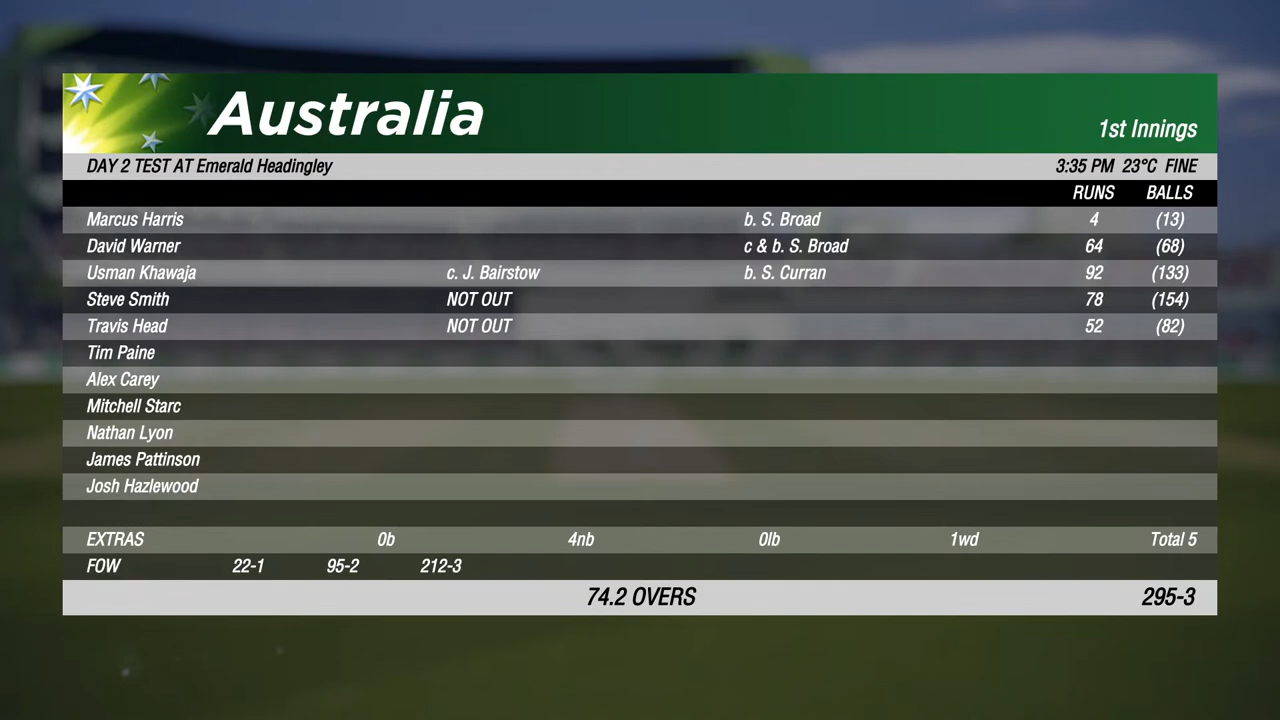 Australia
1st Innings
DAY 2 TEST AT Emerald Headingley 3:35 PM 23°C FINE
RUNS BALLS
Marcus Harris b. S. Broad 4 (13)
David Warner c & b. S. Broad 64 (68)
Usman Khawaja c. J. Bairstow b. S. Curran 92 (133)
Steve Smith NOT OUT 78 (154)
Travis Head NOT OUT 52 (82)
Tim Paine
Alex Carey
Mitchell Starc
Nathan Lyon
James Pattinson
Josh Hazlewood
EXTRAS 0b 4nb 0lb 1wd Total 5
FOW 22-1 95-2 212-3
74.2 OVERS 295-3